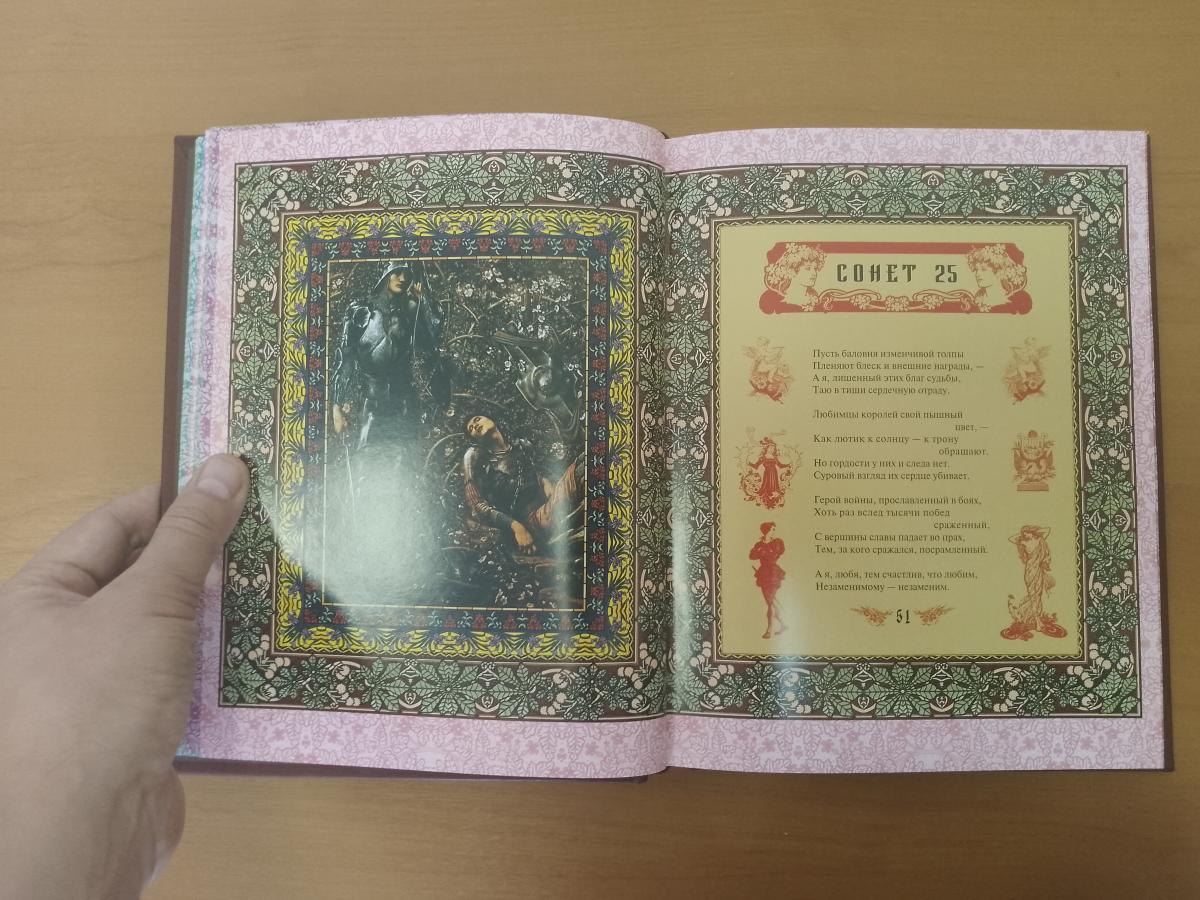 СОНЕТ 25
Пусть баловня изменчивой толпы
Пленяют блеск и внешние награды, —
А я, лишенный этих благ судьбы,
Таю в тиши сердечную отраду.
Любимцы королей свой пышный
цвет, —
Как лютик к солнцу — к трону
обращают.
Но гордости у них и следа нет.
Суровый взгляд их сердце убивает.
Герой войны, прославленный в боях,
Хоть раз вслед тысячи побед
сраженный,
С вершины славы падает во прах,
Тем, за кого сражался, посрамленный.
А я, любя, тем счастлив, что любим,
Незаменимому — незаменим.
51